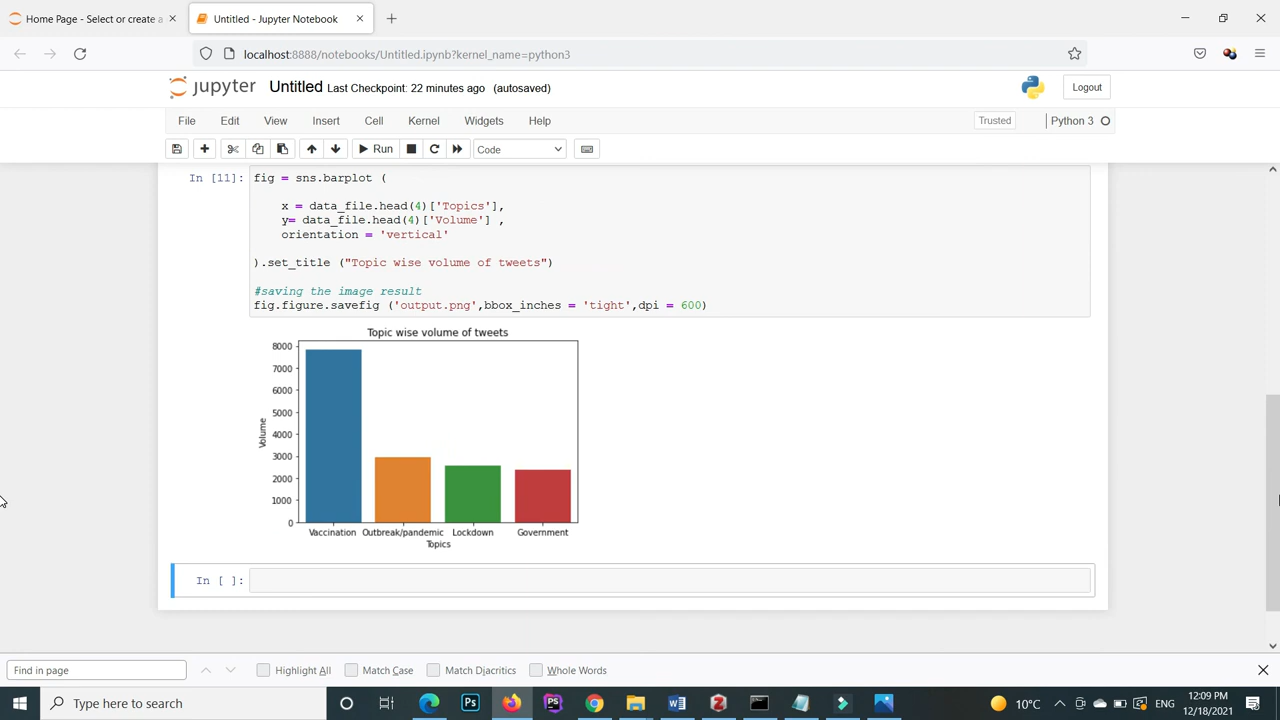 Home Page - Select or create a
Untitled - Jupyter Notebook
localhost:8888/notebooks/Untitled.ipynb?kernel_name=python3
jupyter Untitled Last Checkpoint: 22 minutes ago (autosaved)
Logout
File Edit View Insert Cell Kernel Widgets Help
Trusted
Python 3
Run
Code
In [11]: fig = sns.barplot (
x = data_file.head(4)['Topics'],
y= data_file.head(4)['Volume'] ,
orientation = 'vertical'
).set_title ("Topic wise volume of tweets")
#saving the image result
fig.figure.savefig ('output.png',bbox_inches = 'tight',dpi = 600)
Topic wise volume of tweets
8000
7000
6000
5000
4000
3000
2000
1000
0
Volume
Vaccination Outbreak/pandemic Lockdown Government
Topics
In [ ]:
Find in page
Highlight All Match Case Match Diacritics Whole Words
Type here to search
Ps
PS
Z
10°C
ENG
12:09 PM
12/18/2021